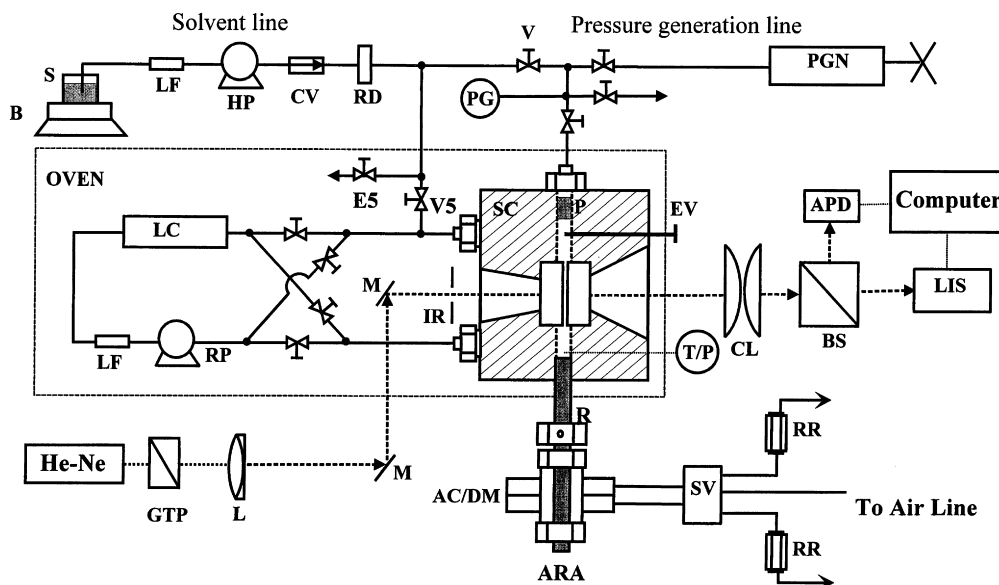 Solvent line
Pressure generation line
V
S
LF
HP
CV
RD
PG
PGN
B
OVEN
E5
V5
SC
P
EV
APD
Computer
LC
M
IR
LIS
LF
RP
T/P
CL
BS
R
He-Ne
GTP
L
M
AC/DM
SV
RR
To Air Line
RR
ARA